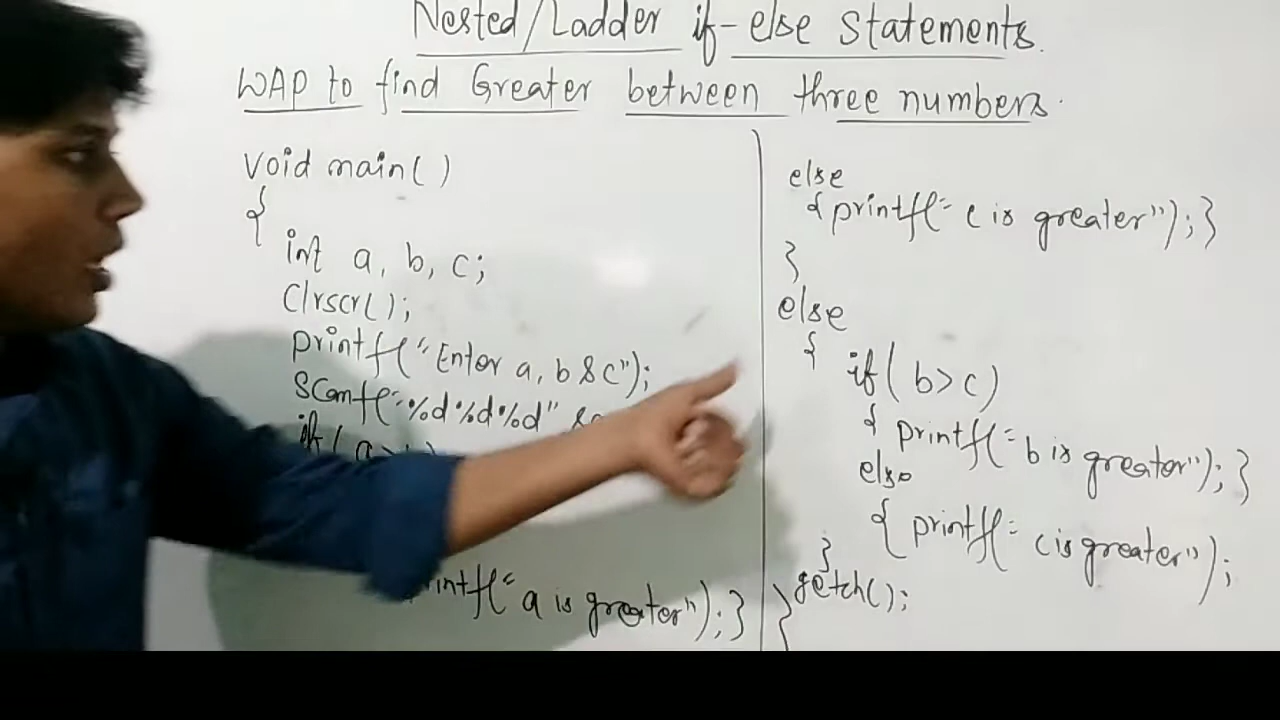 Nested/Ladder if-else Statements.
WAP to find Greater between three numbers.
Void main()
{
int a, b, c;
Clrscr();
printf("Enter a, b & c");
Scanf("%d%d%d"
if( a>
printf(" a is greater"); }
else
{ printf(" c is greater"); }
}
else
{ if( b>c)
{ printf(" b is greater"); }
else
{ printf(" c is greater");
}
getch();
}